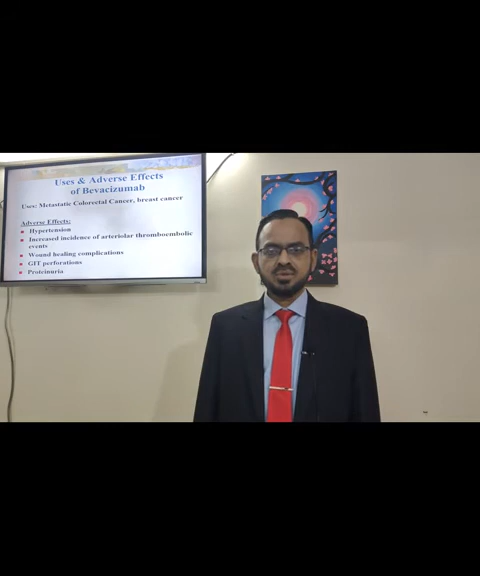 Uses & Adverse Effects
of Bevacizumab
Uses: Metastatic Colorectal Cancer, breast cancer
Adverse Effects:
Hypertension
Increased incidence of arteriolar thromboembolic
events
Wound healing complications
GIT perforations
Proteinuria